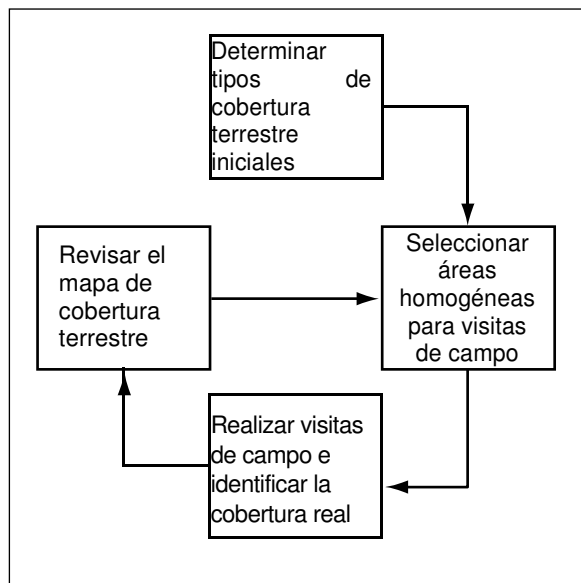 Determinar
tipos de
cobertura
terrestre
iniciales
Revisar el
mapa de
cobertura
terrestre
Seleccionar
áreas
homogéneas
para visitas
de campo
Realizar visitas
de campo e
identificar la
cobertura real